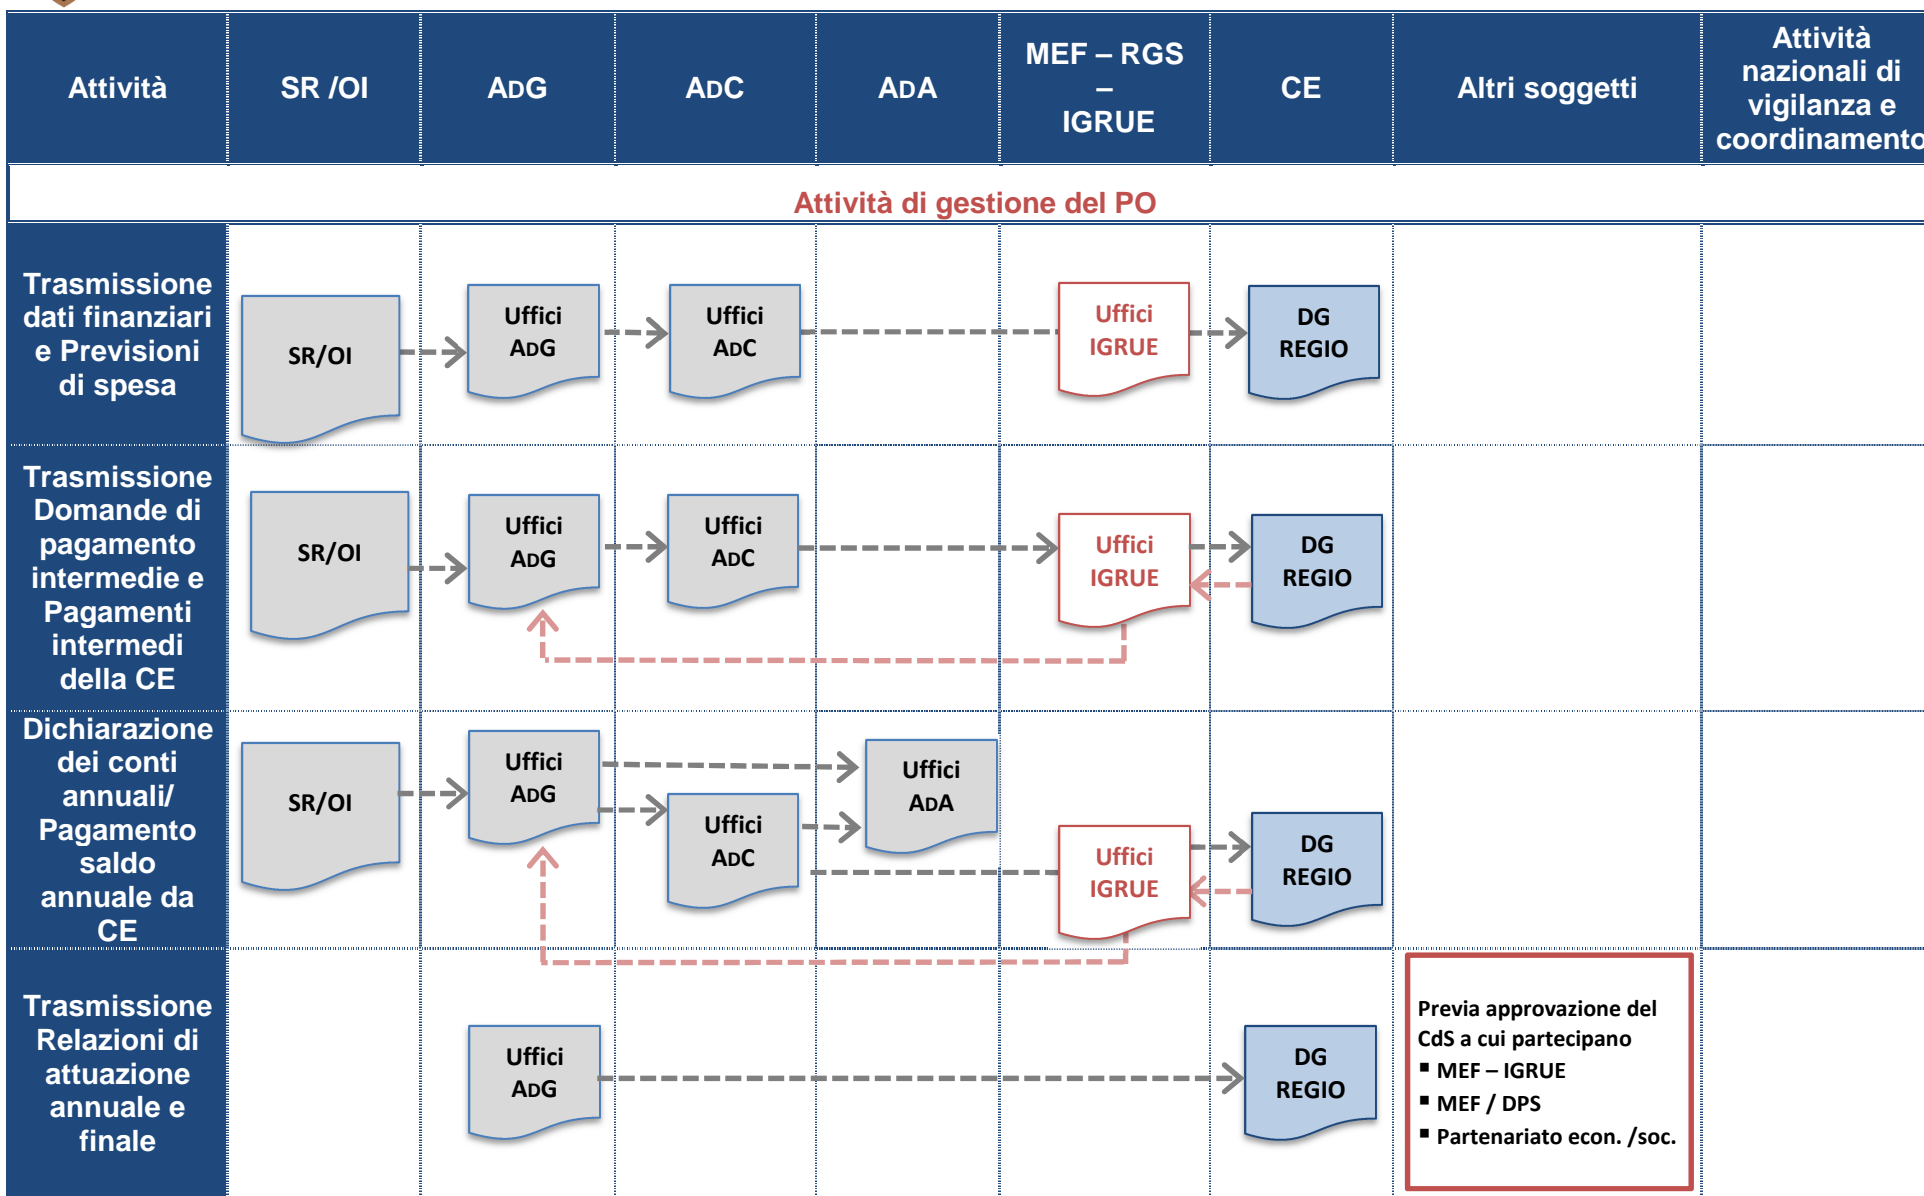 Attività
SR /OI
ADG
ADC
ADA
MEF – RGS
–
IGRUE
CE
Altri soggetti
Attività
nazionali di
vigilanza e
coordinamento
Attività di gestione del PO
Trasmissione
dati finanziari
e Previsioni
di spesa
SR/OI
Uffici
ADG
Uffici
ADC
Uffici
IGRUE
DG
REGIO
Trasmissione
Domande di
pagamento
intermedie e
Pagamenti
intermedi
della CE
SR/OI
Uffici
ADG
Uffici
ADC
Uffici
IGRUE
DG
REGIO
Dichiarazione
dei conti
annuali/
Pagamento
saldo
annuale da
CE
SR/OI
Uffici
ADG
Uffici
ADC
Uffici
ADA
Uffici
IGRUE
DG
REGIO
Trasmissione
Relazioni di
attuazione
annuale e
finale
Uffici
ADG
DG
REGIO
Previa approvazione del
CdS a cui partecipano
▪ MEF – IGRUE
▪ MEF / DPS
▪ Partenariato econ. /soc.